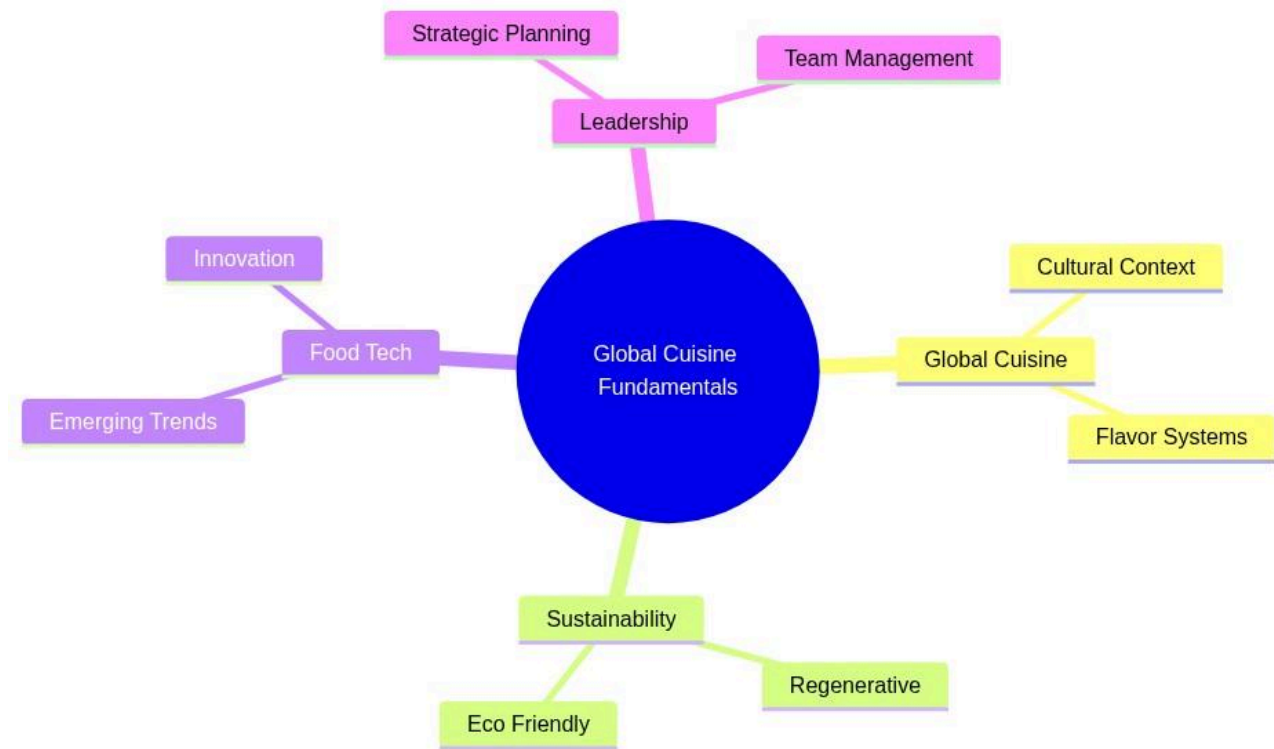 Strategic Planning
Team Management
Leadership
Innovation
Cultural Context
Food Tech
Global Cuisine
Fundamentals
Global Cuisine
Emerging Trends
Flavor Systems
Sustainability
Regenerative
Eco Friendly